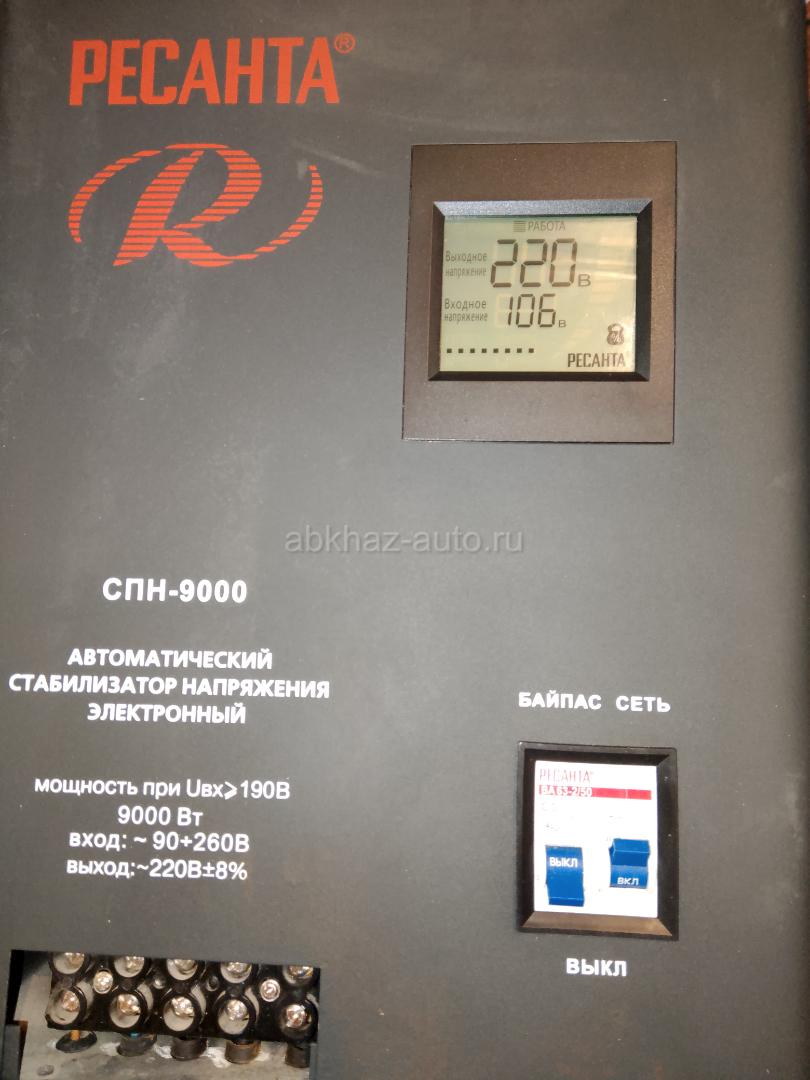 РЕСАНТА®
R
РАБОТА
Выходное
напряжение
220 В
Входное
напряжение
106 В
%
РЕСАНТА
abkhaz-auto.ru
СПН-9000
АВТОМАТИЧЕСКИЙ
СТАБИЛИЗАТОР НАПРЯЖЕНИЯ
ЭЛЕКТРОННЫЙ
мощность при Uвх⩾190В
9000 Вт
вход: ~ 90÷260В
выход:~220В±8%
БАЙПАС СЕТЬ
РЕСАНТА®
ВА 63-2/50
ВЫКЛ
ВКЛ
ВЫКЛ